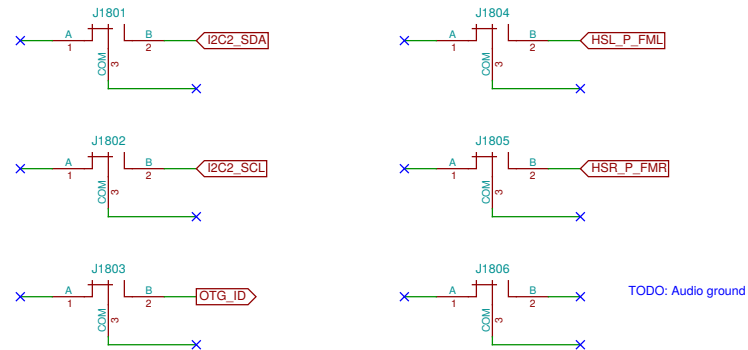 J1801
A
B
1
2
COM
3
I2C2_SDA
J1804
A
B
1
2
COM
3
HSL_P_FML
J1802
A
B
1
2
COM
3
I2C2_SCL
J1805
A
B
1
2
COM
3
HSR_P_FMR
J1803
A
B
1
2
COM
3
OTG_ID
J1806
A
B
1
2
COM
3
TODO: Audio ground